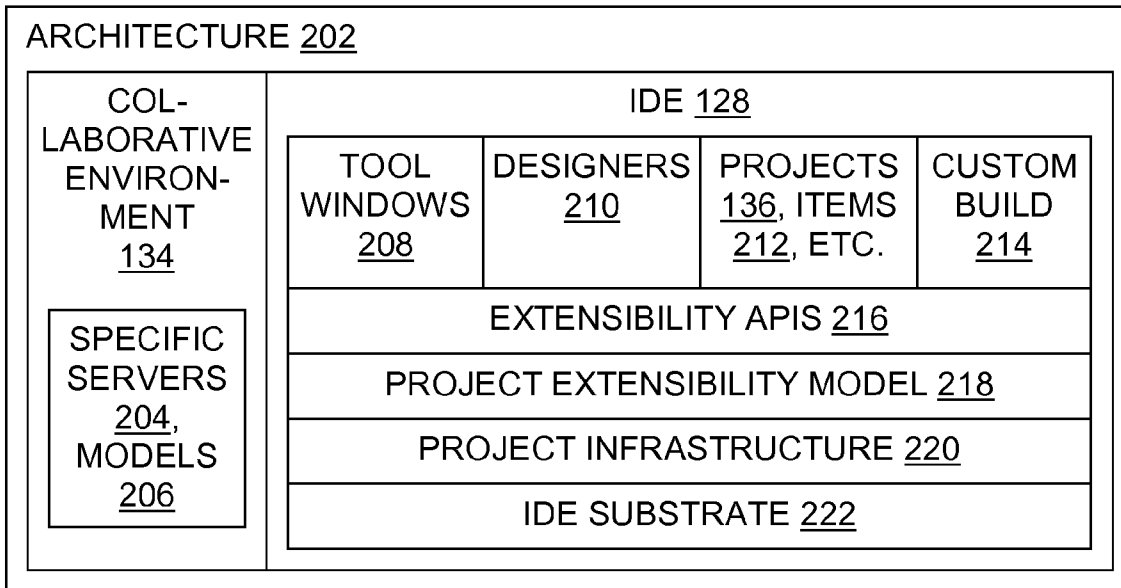 ARCHITECTURE 202
COL-
LABORATIVE
ENVIRON-
MENT
134
SPECIFIC
SERVERS
204,
MODELS
206
IDE 128
TOOL
WINDOWS
208
DESIGNERS
210
PROJECTS
136, ITEMS
212, ETC.
CUSTOM
BUILD
214
EXTENSIBILITY APIS 216
PROJECT EXTENSIBILITY MODEL 218
PROJECT INFRASTRUCTURE 220
IDE SUBSTRATE 222